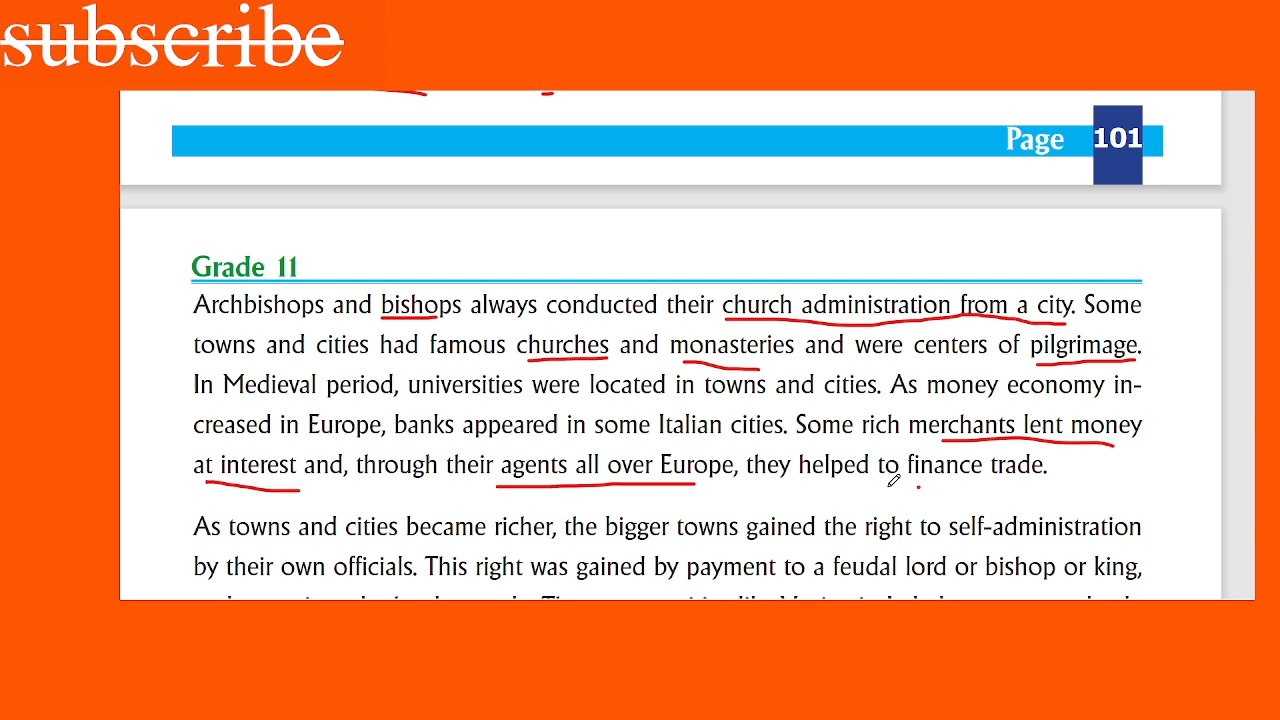 subscribe
Page 101
Grade 11
Archbishops and bishops always conducted their church administration from a city. Some
towns and cities had famous churches and monasteries and were centers of pilgrimage.
In Medieval period, universities were located in towns and cities. As money economy in-
creased in Europe, banks appeared in some Italian cities. Some rich merchants lent money
at interest and, through their agents all over Europe, they helped to finance trade.
As towns and cities became richer, the bigger towns gained the right to self-administration
by their own officials. This right was gained by payment to a feudal lord or bishop or king,